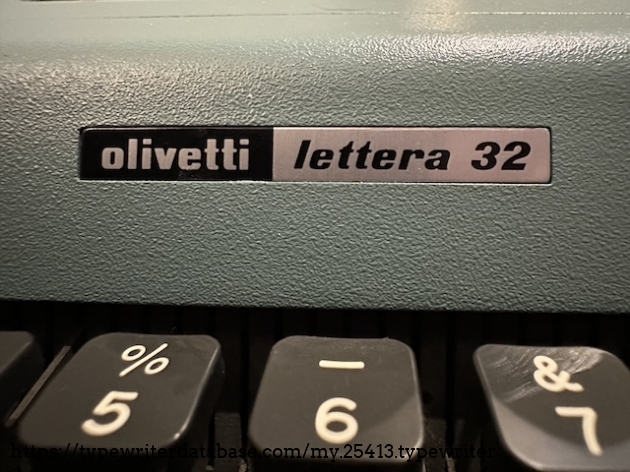 olivetti lettera 32
% _ &
5 6 7
https://typewriterdatabase.com/my.25413.typewriter